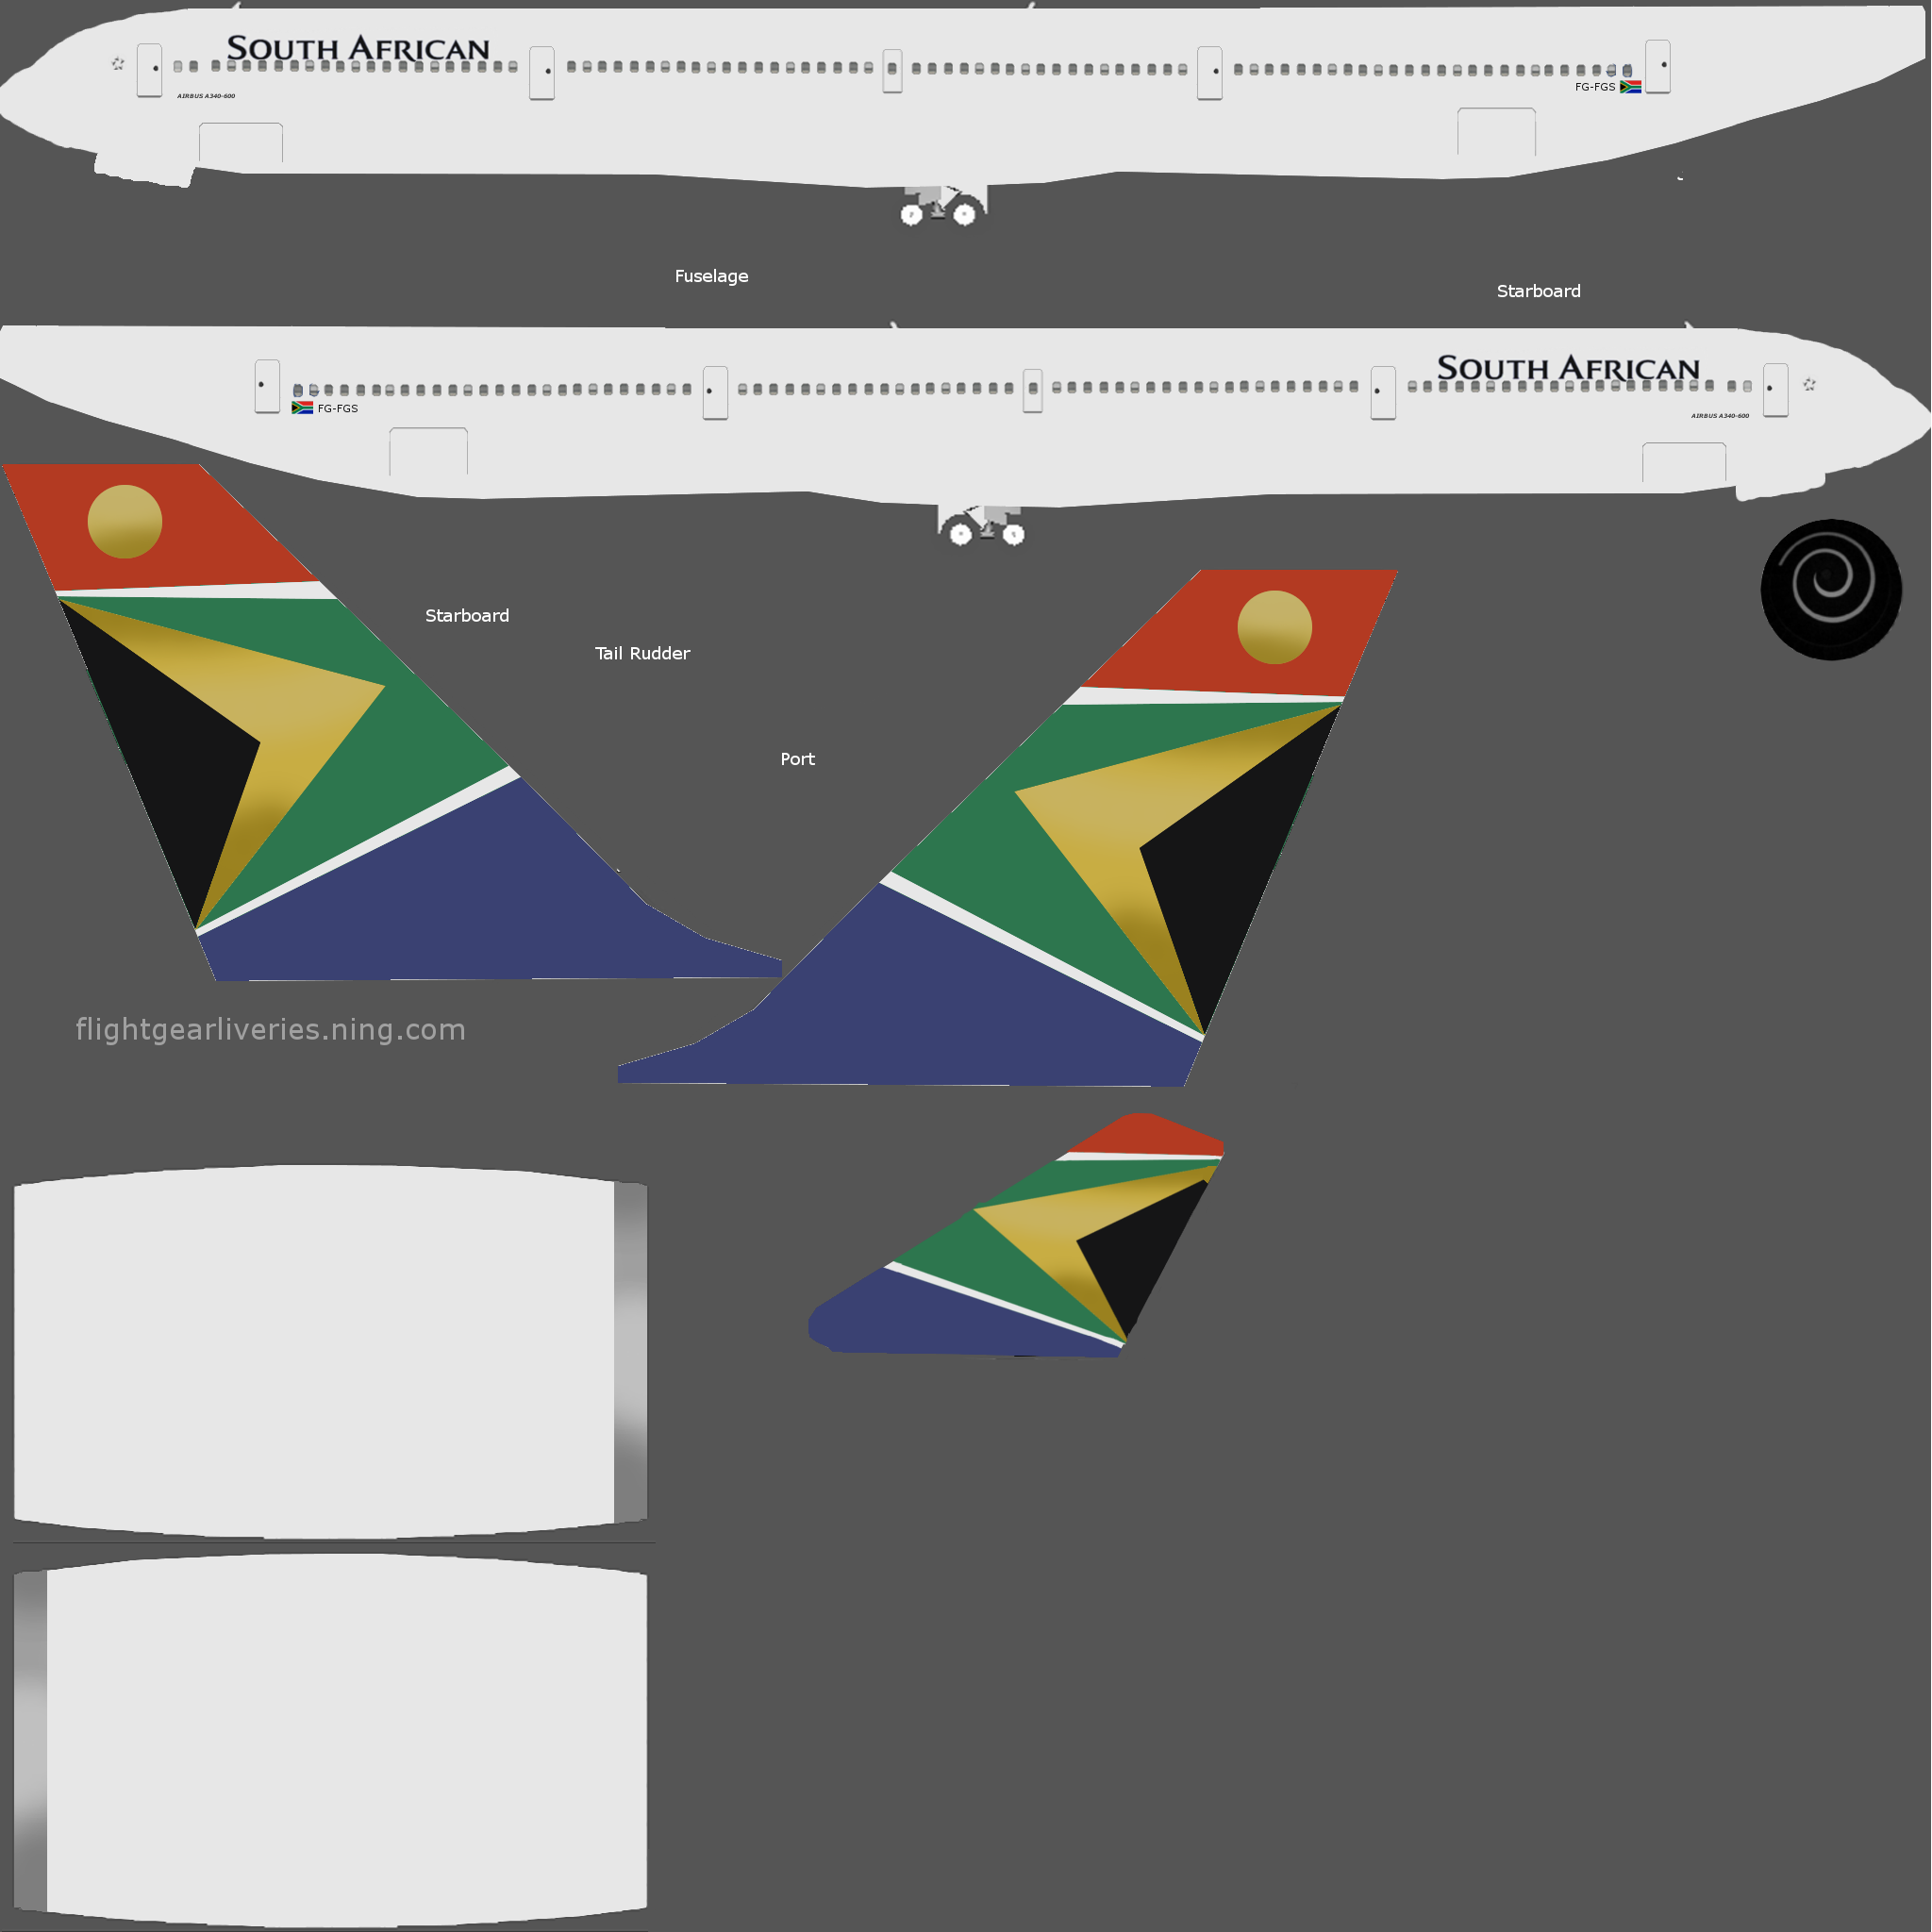 SOUTH AFRICAN
AIRBUS A340-600
FG-FGS
Fuselage
Starboard
SOUTH AFRICAN
FG-FGS
AIRBUS A340-600
Starboard
Tail Rudder
Port
flightgearliveries.ning.com